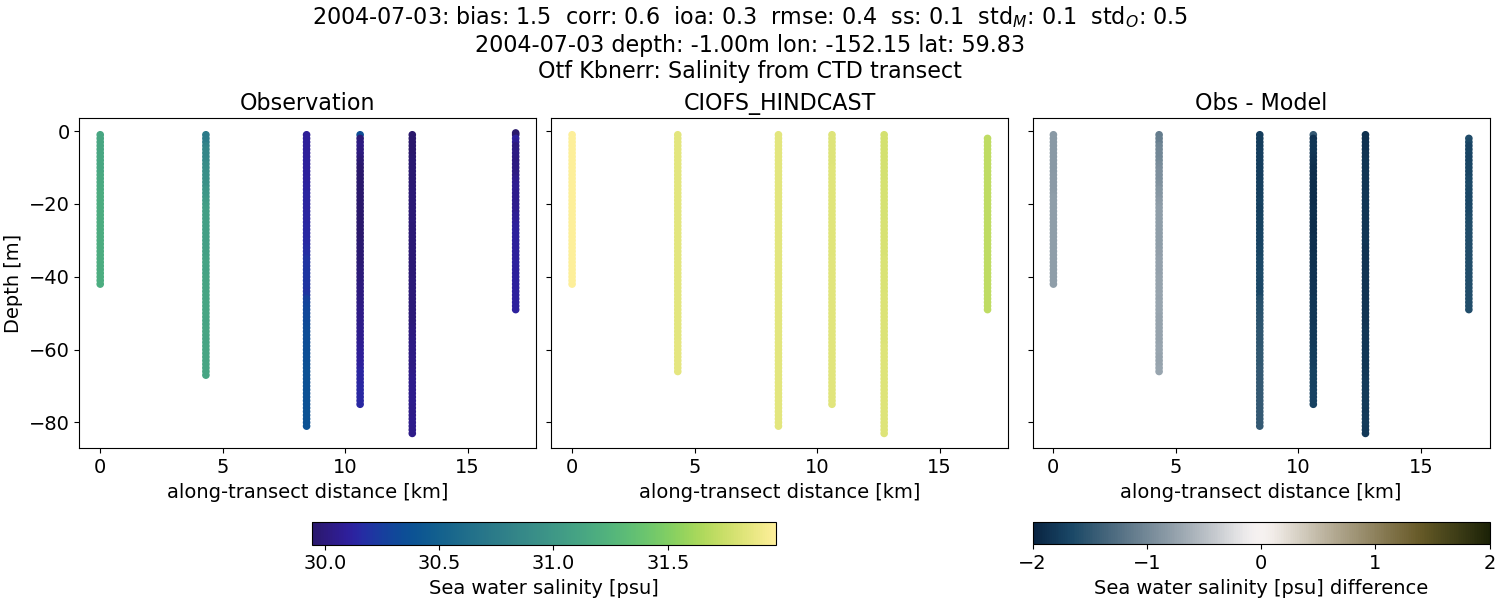 2004-07-03: bias: 1.5 corr: 0.6 ioa: 0.3 rmse: 0.4 ss: 0.1 std_M: 0.1 std_O: 0.5
2004-07-03 depth: -1.00m lon: -152.15 lat: 59.83
Otf Kbnerr: Salinity from CTD transect
Observation
CIOFS_HINDCAST
Obs - Model
Depth [m]
0
−20
−40
−60
−80
0 5 10 15
0 5 10 15
0 5 10 15
along-transect distance [km]
along-transect distance [km]
along-transect distance [km]
30.0 30.5 31.0 31.5
Sea water salinity [psu]
−2 −1 0 1 2
Sea water salinity [psu] difference